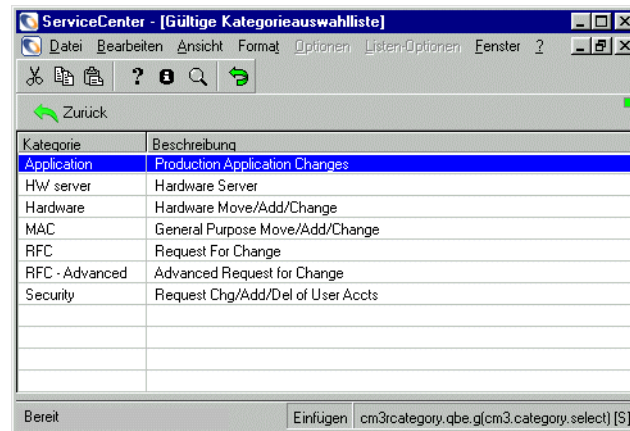 ServiceCenter - [Gültige Kategorieauswahlliste]
Datei Bearbeiten Ansicht Format Optionen Listen-Optionen Fenster ?
Zurück
Kategorie Beschreibung
Application Production Application Changes
HW server Hardware Server
Hardware Hardware Move/Add/Change
MAC General Purpose Move/Add/Change
RFC Request For Change
RFC - Advanced Advanced Request for Change
Security Request Chg/Add/Del of User Accts
Bereit Einfügen cm3rcategory.qbe.g(cm3.category.select) [S]